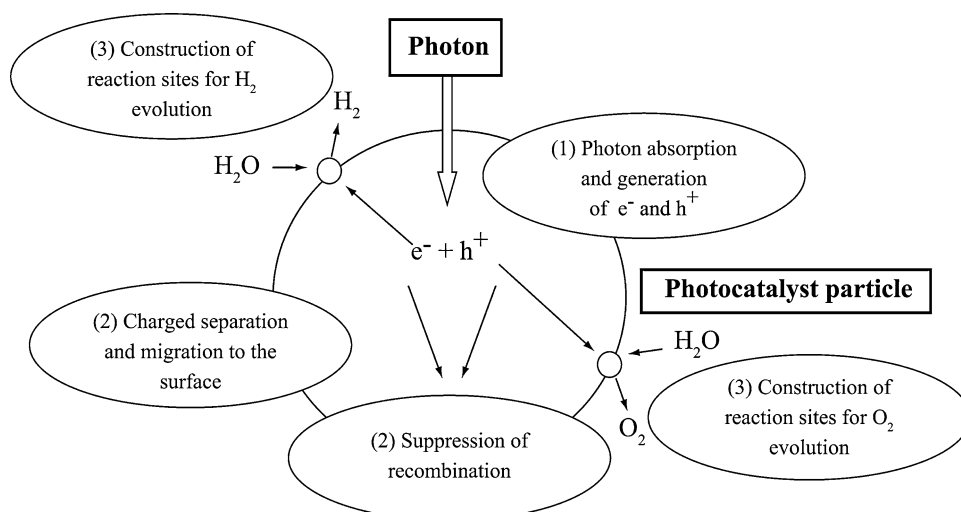 (3) Construction of
reaction sites for H₂
evolution
Photon
H₂
H₂O
(1) Photon absorption
and generation
of e⁻ and h⁺
e⁻ + h⁺
Photocatalyst particle
(2) Charged separation
and migration to the
surface
H₂O
O₂
(3) Construction of
reaction sites for O₂
evolution
(2) Suppression of
recombination